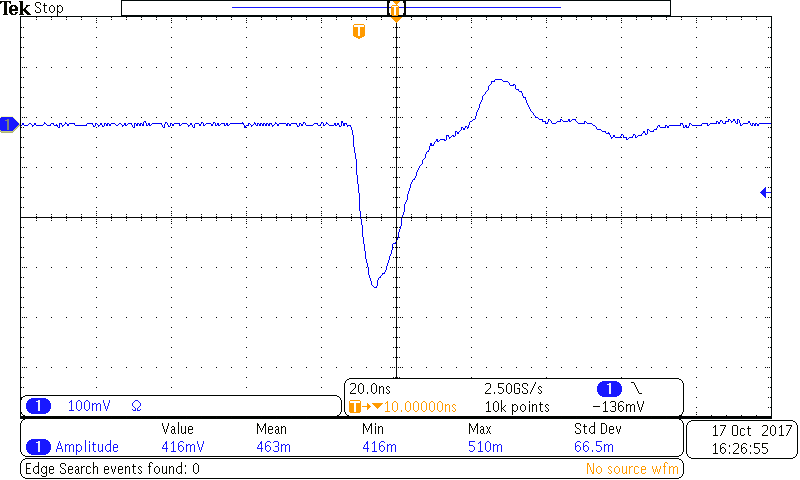 Tek Stop
T
T
1
20.0ns 2.50GS/s 1
1 100mV Ω T→▼10.00000ns 10k points −136mV
Value Mean Min Max Std Dev
1 Amplitude 416mV 463m 416m 510m 66.5m
17 Oct 2017
16:26:55
Edge Search events found: 0 No source wfm